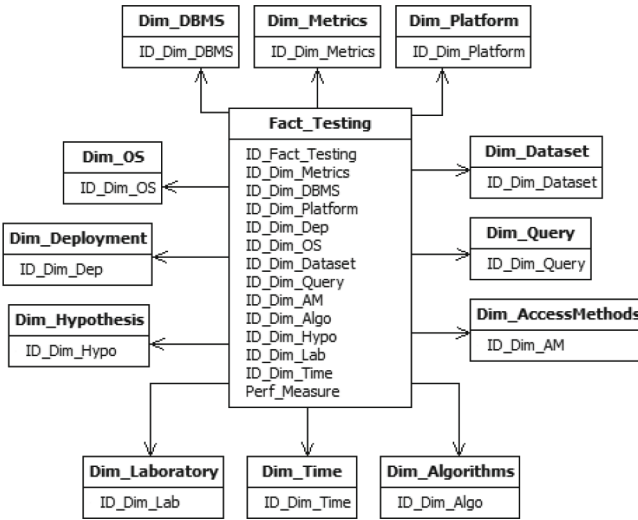 Dim_DBMS
ID_Dim_DBMS
Dim_Metrics
ID_Dim_Metrics
Dim_Platform
ID_Dim_Platform
Fact_Testing
ID_Fact_Testing
ID_Dim_Metrics
ID_Dim_DBMS
ID_Dim_Platform
ID_Dim_Dep
ID_Dim_OS
ID_Dim_Dataset
ID_Dim_Query
ID_Dim_AM
ID_Dim_Algo
ID_Dim_Hypo
ID_Dim_Lab
ID_Dim_Time
Perf_Measure
Dim_OS
ID_Dim_OS
Dim_Deployment
ID_Dim_Dep
Dim_Hypothesis
ID_Dim_Hypo
Dim_Dataset
ID_Dim_Dataset
Dim_Query
ID_Dim_Query
Dim_AccessMethods
ID_Dim_AM
Dim_Laboratory
ID_Dim_Lab
Dim_Time
ID_Dim_Time
Dim_Algorithms
ID_Dim_Algo